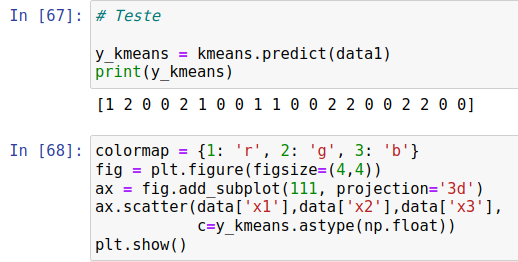 In [67]: # Teste
y_kmeans = kmeans.predict(data1)
print(y_kmeans)
[1 2 0 0 2 1 0 0 1 1 0 0 2 2 0 0 2 2 0 0]
In [68]: colormap = {1: 'r', 2: 'g', 3: 'b'}
fig = plt.figure(figsize=(4,4))
ax = fig.add_subplot(111, projection='3d')
ax.scatter(data['x1'],data['x2'],data['x3'],
c=y_kmeans.astype(np.float))
plt.show()